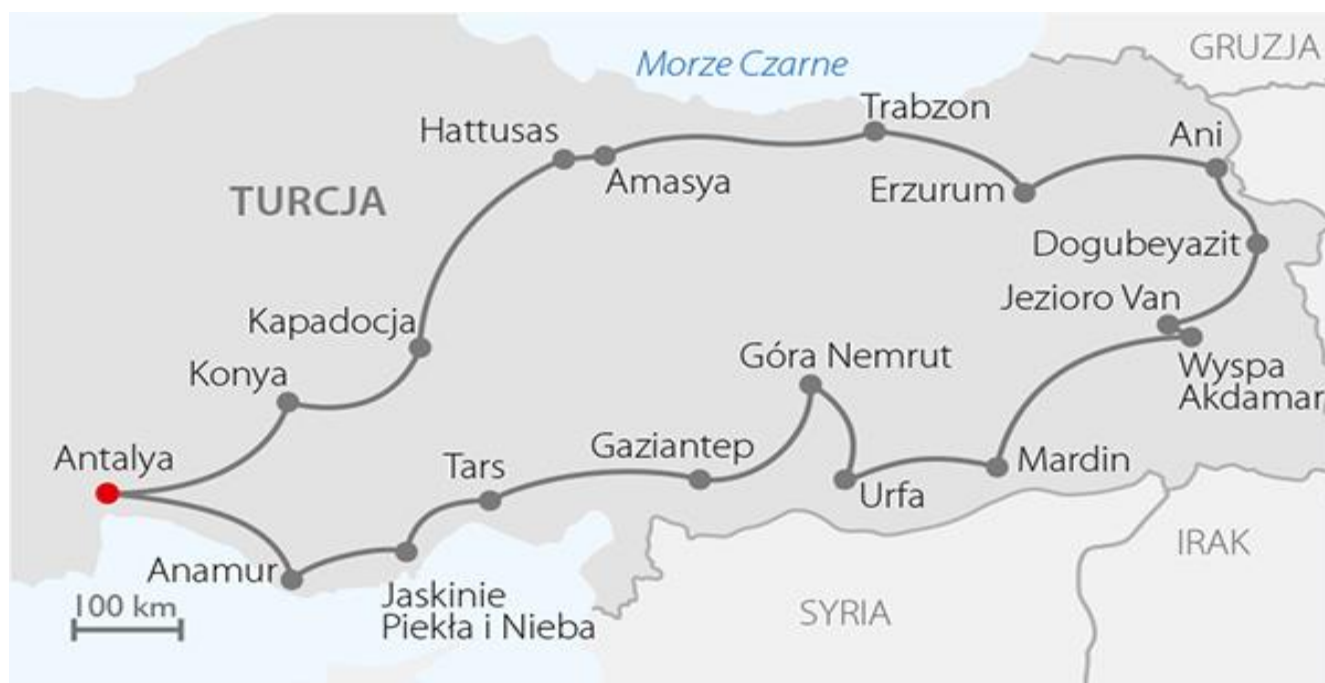 GRUZJA
Morze Czarne
Trabzon
Hattusas
Ani
Amasya
Erzurum
TURCJA
Dogubeyazit
Jezioro Van
Kapadocja
Góra Nemrut
Wyspa
Akdamar
Konya
Gaziantep
Antalya
Tars
Mardin
Urfa
IRAK
Anamur
Jaskinie
Piekła i Nieba
100 km
SYRIA